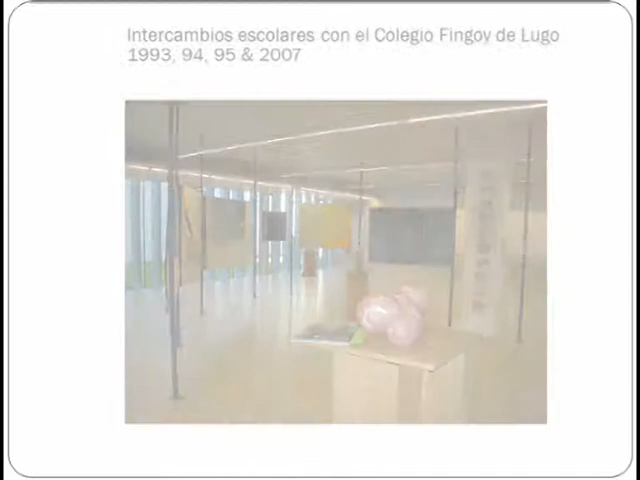 Intercambios escolares con el Colegio Fingoy de Lugo
1993, 94, 95 & 2007